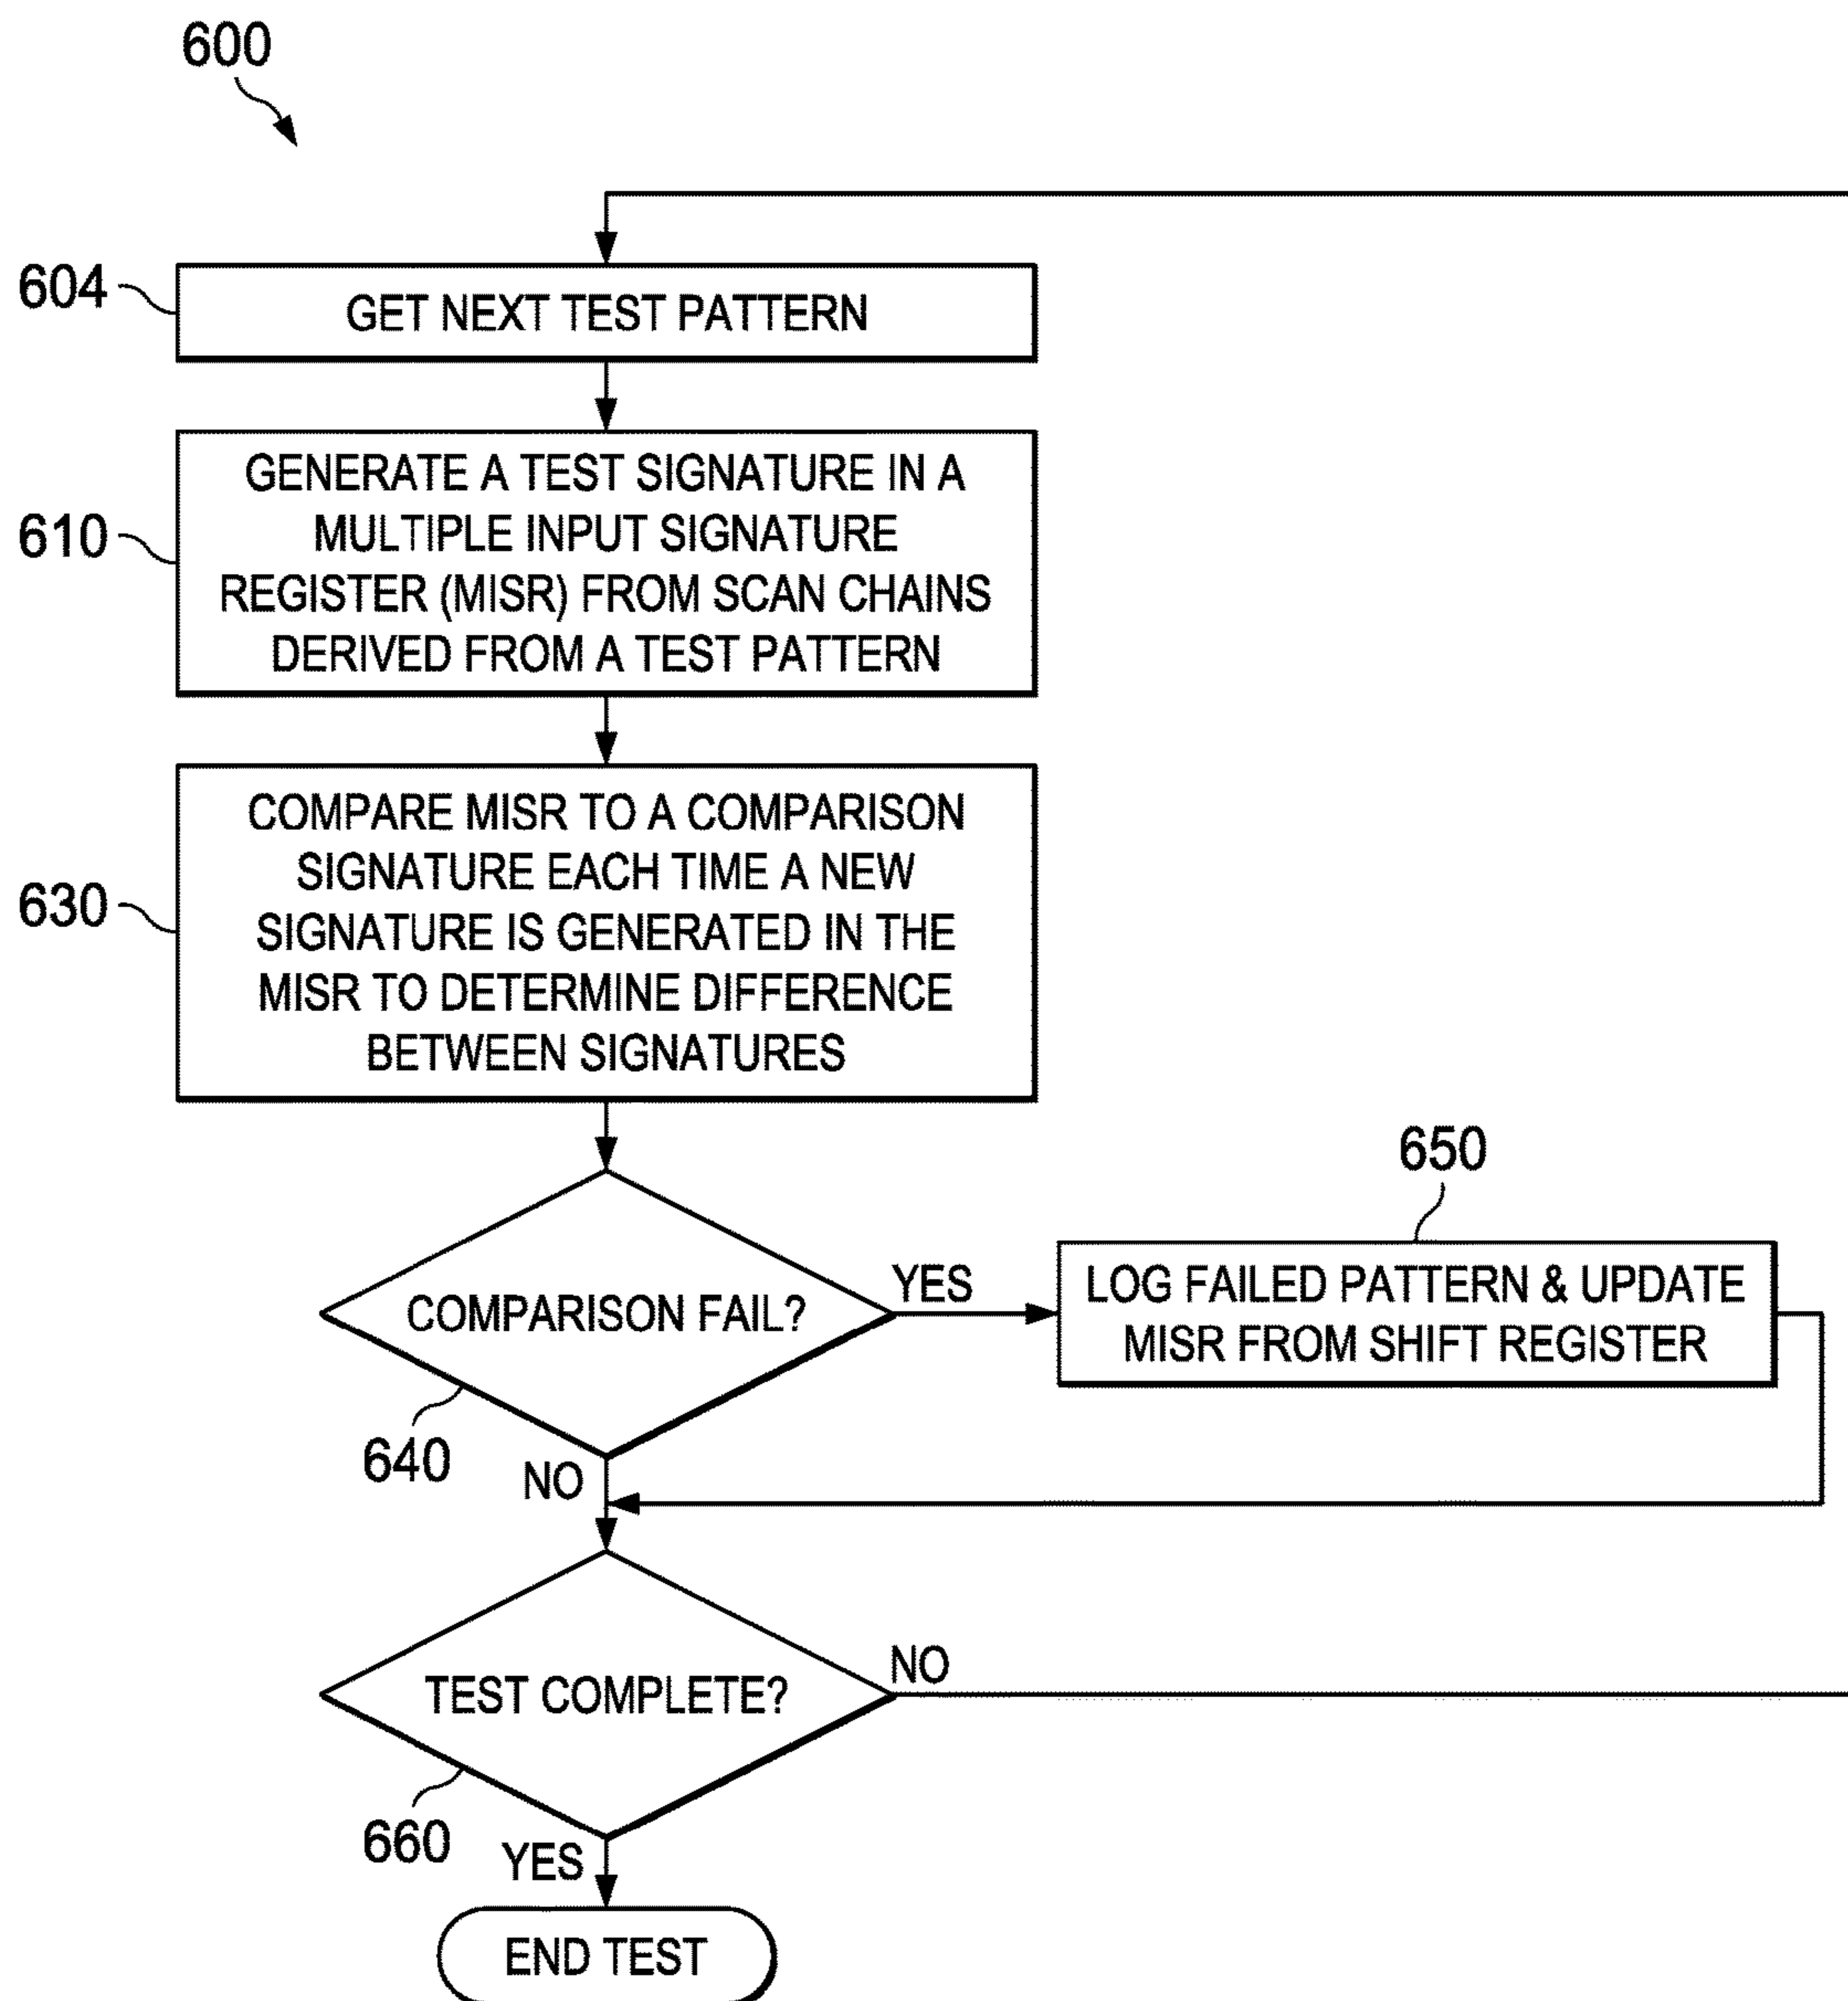 600
604
GET NEXT TEST PATTERN
610
GENERATE A TEST SIGNATURE IN A
MULTIPLE INPUT SIGNATURE
REGISTER (MISR) FROM SCAN CHAINS
DERIVED FROM A TEST PATTERN
630
COMPARE MISR TO A COMPARISON
SIGNATURE EACH TIME A NEW
SIGNATURE IS GENERATED IN THE
MISR TO DETERMINE DIFFERENCE
BETWEEN SIGNATURES
COMPARISON FAIL?
640
YES
650
LOG FAILED PATTERN & UPDATE
MISR FROM SHIFT REGISTER
NO
TEST COMPLETE?
660
NO
YES
END TEST